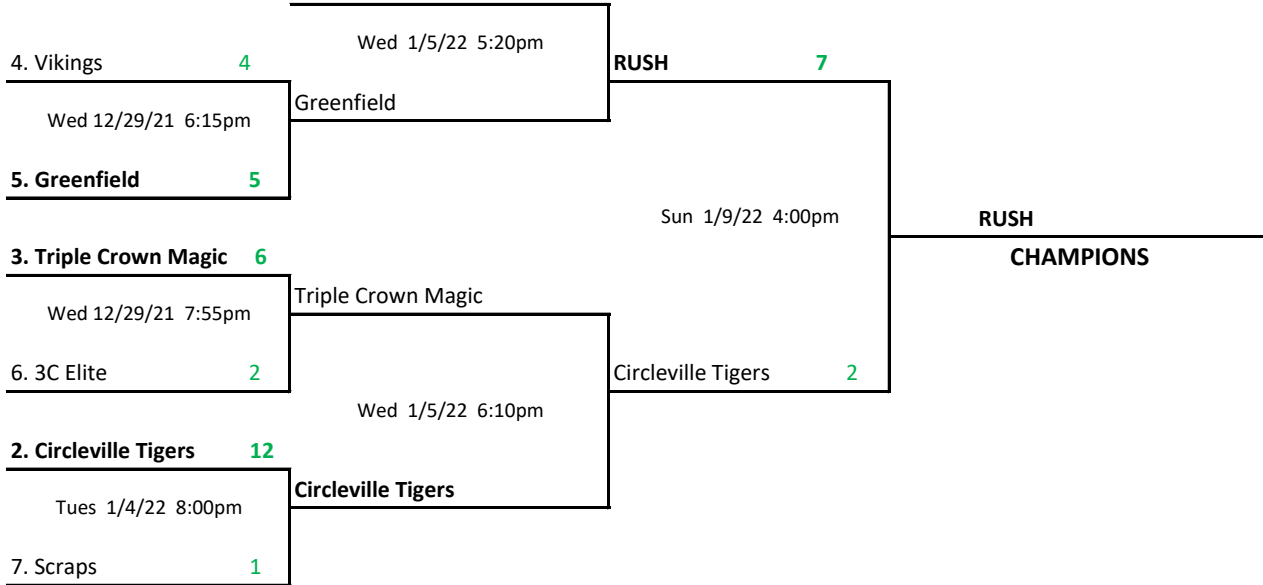 Wed 1/5/22 5:20pm
4. Vikings 4
RUSH 7
Greenfield
Wed 12/29/21 6:15pm
5. Greenfield 5
Sun 1/9/22 4:00pm
RUSH
3. Triple Crown Magic 6
CHAMPIONS
Triple Crown Magic
Wed 12/29/21 7:55pm
6. 3C Elite 2
Circleville Tigers 2
Wed 1/5/22 6:10pm
2. Circleville Tigers 12
Circleville Tigers
Tues 1/4/22 8:00pm
7. Scraps 1